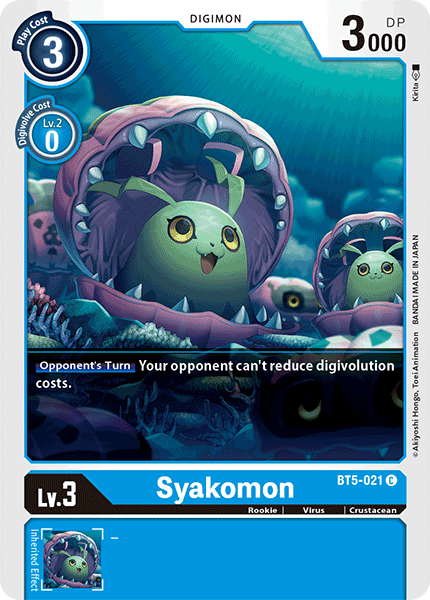 Play Cost
3
DIGIMON
DP
3000
Digivolve Cost
Lv.2
0
Kirita
Opponent's Turn Your opponent can't reduce digivolution
costs.
©Akiyoshi Hongo, Toei Animation BANDAI MADE IN JAPAN
Lv.3
Syakomon
BT5-021 C
Rookie
Virus
Crustacean
Inherited Effect
–